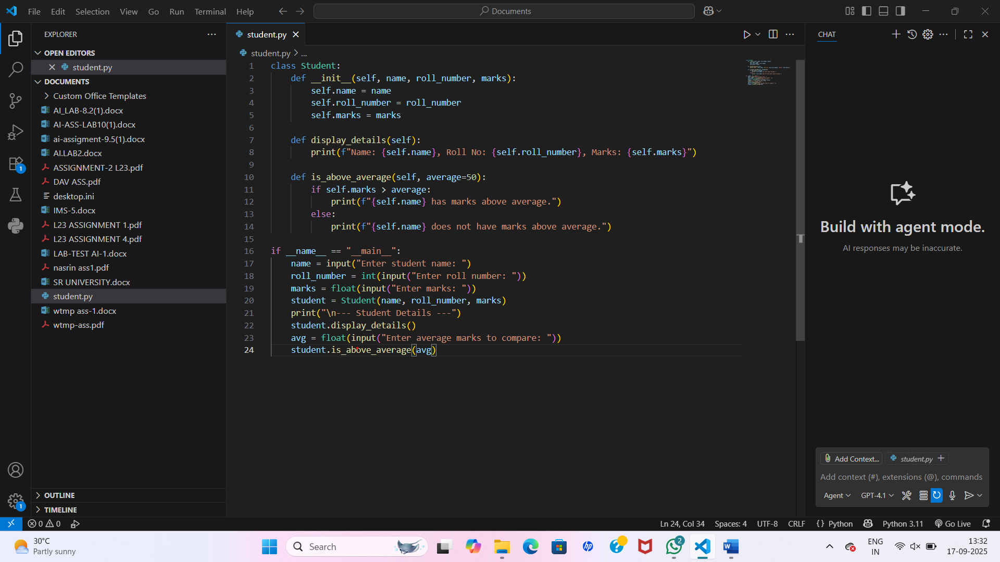 File Edit Selection View Go Run Terminal Help
Documents
EXPLORER
OPEN EDITORS
student.py
DOCUMENTS
Custom Office Templates
AI_LAB-8.2(1).docx
AI-ASS-LAB10(1).docx
ai-assigment-9.5(1).docx
AI.LAB2.docx
ASSIGNMENT-2 L23.pdf
DAV ASS.pdf
desktop.ini
IMS-5.docx
L23 ASSIGNMENT 1.pdf
L23 ASSIGNMENT 4.pdf
LAB-TEST AI-1.docx
nasrin ass1.pdf
SR UNIVERSITY.docx
student.py
wtmp ass-1.docx
wtmp-ass.pdf
OUTLINE
TIMELINE
1
1
student.py
student.py > ...
1 class Student:
2 def __init__(self, name, roll_number, marks):
3 self.name = name
4 self.roll_number = roll_number
5 self.marks = marks
6
7 def display_details(self):
8 print(f"Name: {self.name}, Roll No: {self.roll_number}, Marks: {self.marks}")
9
10 def is_above_average(self, average=50):
11 if self.marks > average:
12 print(f"{self.name} has marks above average.")
13 else:
14 print(f"{self.name} does not have marks above average.")
15
16 if __name__ == "__main__":
17 name = input("Enter student name: ")
18 roll_number = int(input("Enter roll number: "))
19 marks = float(input("Enter marks: "))
20 student = Student(name, roll_number, marks)
21 print("\n--- Student Details ---")
22 student.display_details()
23 avg = float(input("Enter average marks to compare: "))
24 student.is_above_average(avg)
CHAT
Build with agent mode.
AI responses may be inaccurate.
Add Context... student.py
Add context (#), extensions (@), commands
Agent GPT-4.1
0 0
Ln 24, Col 34 Spaces: 4 UTF-8 CRLF {} Python Python 3.11 Go Live
30°C
Partly sunny
Search
hp
2
W
ENG
IN
13:32
17-09-2025